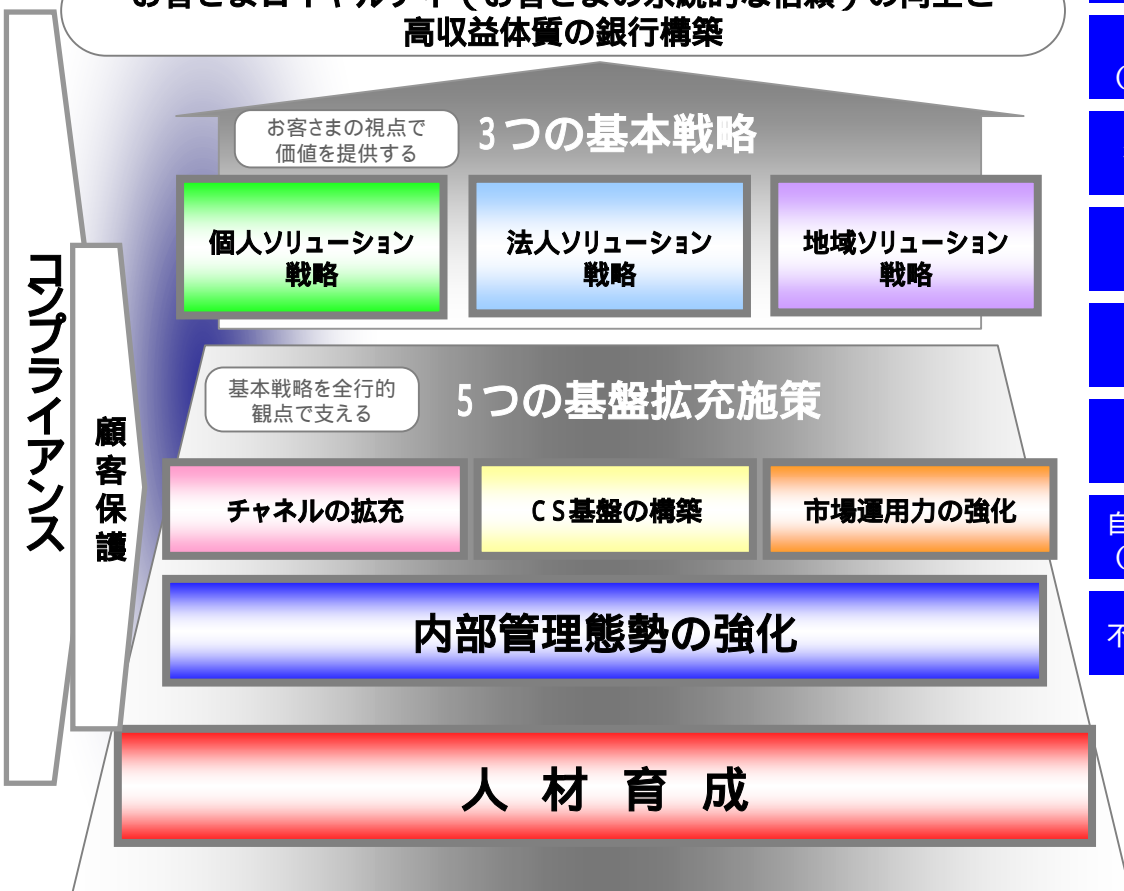 高収益体質の銀行構築
お客さまの視点で
価値を提供する
3つの基本戦略
個人ソリューション
戦略
法人ソリューション
戦略
地域ソリューション
戦略
基本戦略を全行的
観点で支える
5つの基盤拡充施策
チャネルの拡充
CS基盤の構築
市場運用力の強化
内部管理態勢の強化
人材育成
コンプライアンス
顧客保護